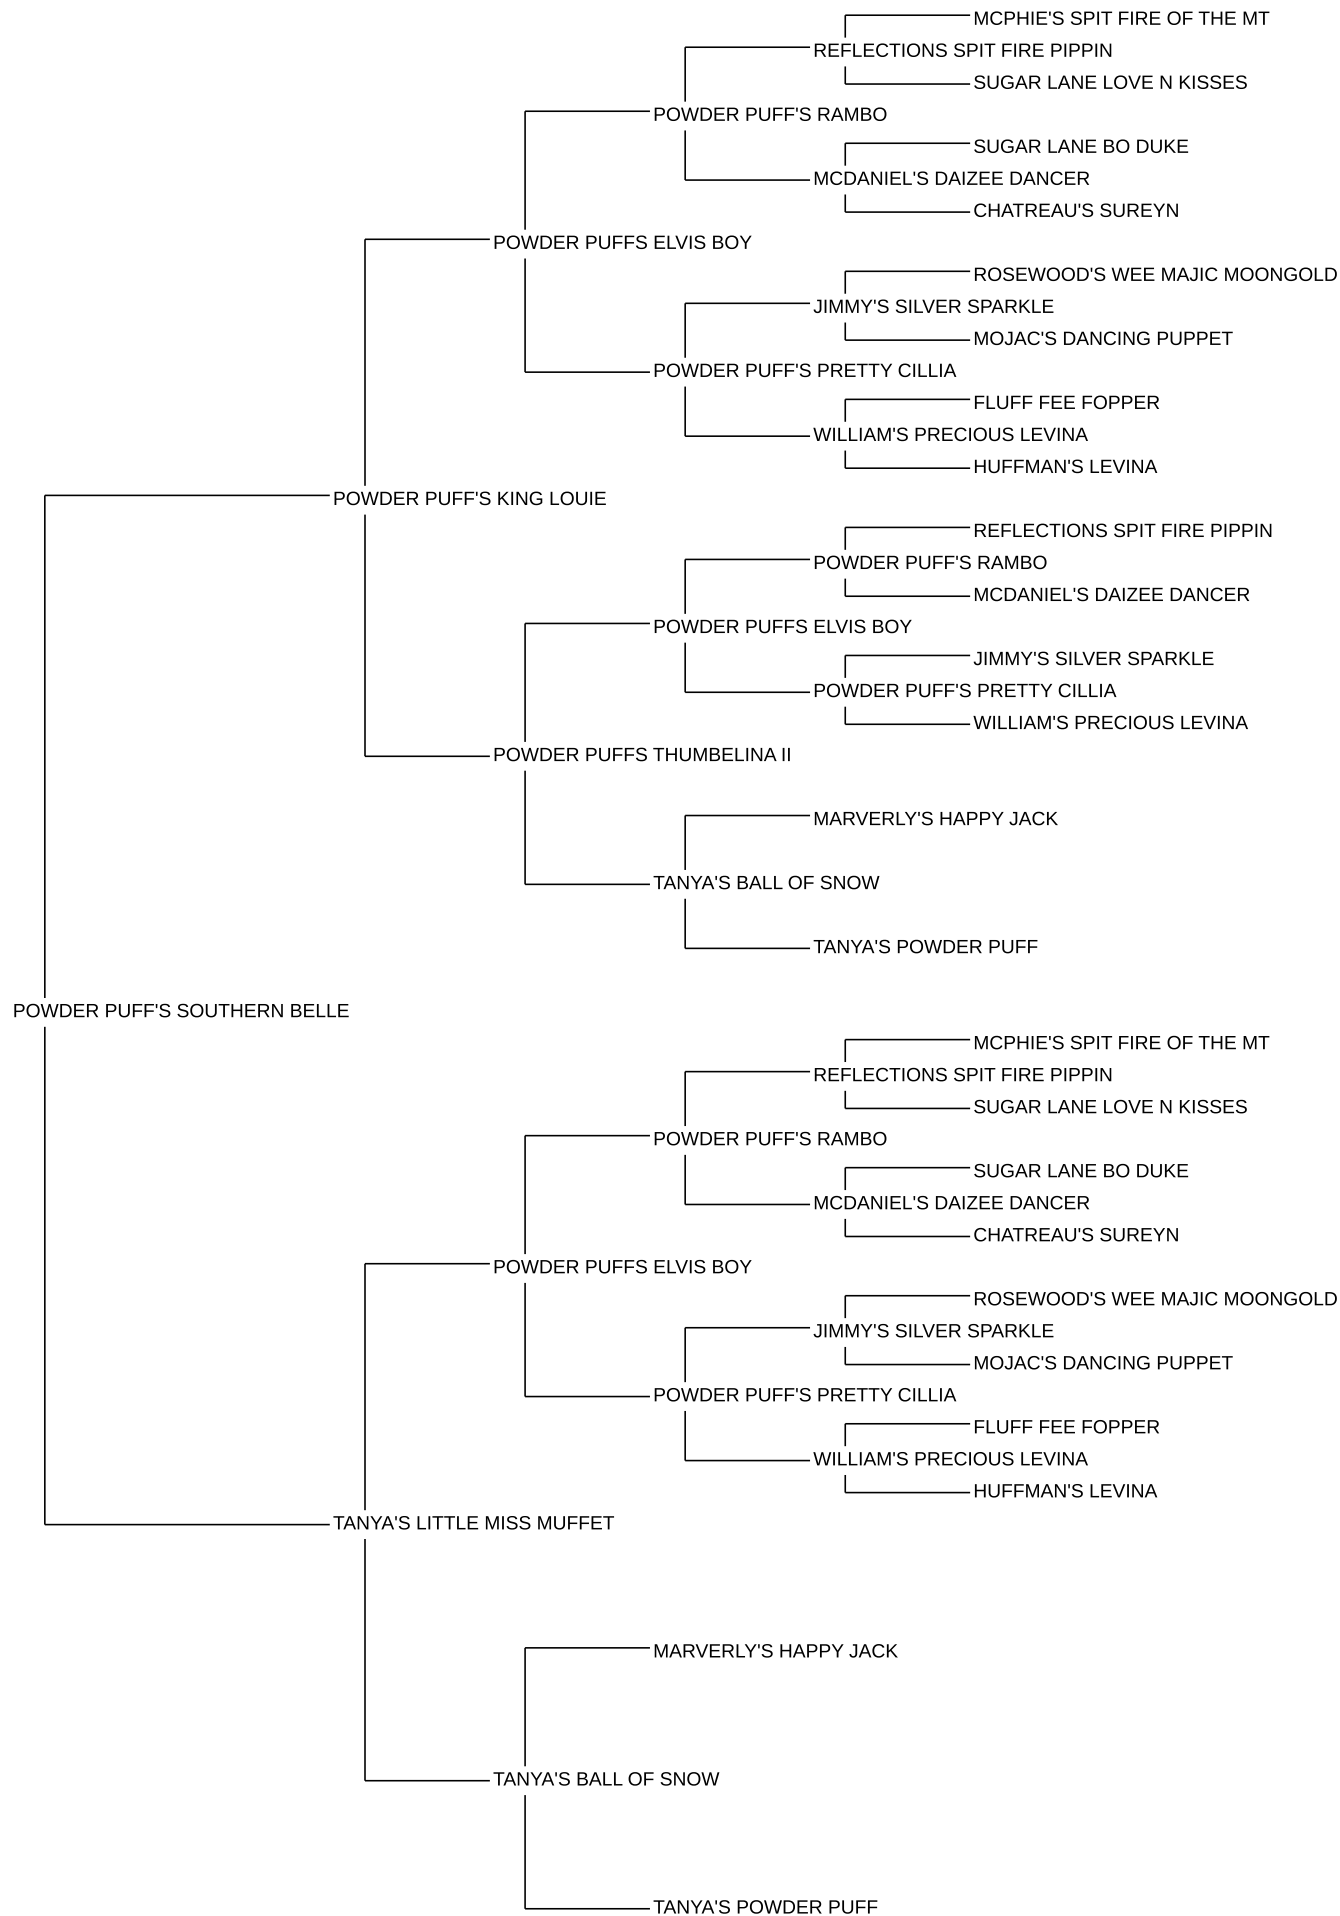 MCPHIE'S SPIT FIRE OF THE MT
REFLECTIONS SPIT FIRE PIPPIN
SUGAR LANE LOVE N KISSES
POWDER PUFF'S RAMBO
SUGAR LANE BO DUKE
MCDANIEL'S DAIZEE DANCER
CHATREAU'S SUREYN
POWDER PUFFS ELVIS BOY
ROSEWOOD'S WEE MAJIC MOONGOLD
JIMMY'S SILVER SPARKLE
MOJAC'S DANCING PUPPET
POWDER PUFF'S PRETTY CILLIA
FLUFF FEE FOPPER
WILLIAM'S PRECIOUS LEVINA
HUFFMAN'S LEVINA
POWDER PUFF'S KING LOUIE
REFLECTIONS SPIT FIRE PIPPIN
POWDER PUFF'S RAMBO
MCDANIEL'S DAIZEE DANCER
POWDER PUFFS ELVIS BOY
JIMMY'S SILVER SPARKLE
POWDER PUFF'S PRETTY CILLIA
WILLIAM'S PRECIOUS LEVINA
POWDER PUFFS THUMBELINA II
MARVERLY'S HAPPY JACK
TANYA'S BALL OF SNOW
TANYA'S POWDER PUFF
POWDER PUFF'S SOUTHERN BELLE
MCPHIE'S SPIT FIRE OF THE MT
REFLECTIONS SPIT FIRE PIPPIN
SUGAR LANE LOVE N KISSES
POWDER PUFF'S RAMBO
SUGAR LANE BO DUKE
MCDANIEL'S DAIZEE DANCER
CHATREAU'S SUREYN
POWDER PUFFS ELVIS BOY
ROSEWOOD'S WEE MAJIC MOONGOLD
JIMMY'S SILVER SPARKLE
MOJAC'S DANCING PUPPET
POWDER PUFF'S PRETTY CILLIA
FLUFF FEE FOPPER
WILLIAM'S PRECIOUS LEVINA
HUFFMAN'S LEVINA
TANYA'S LITTLE MISS MUFFET
MARVERLY'S HAPPY JACK
TANYA'S BALL OF SNOW
TANYA'S POWDER PUFF